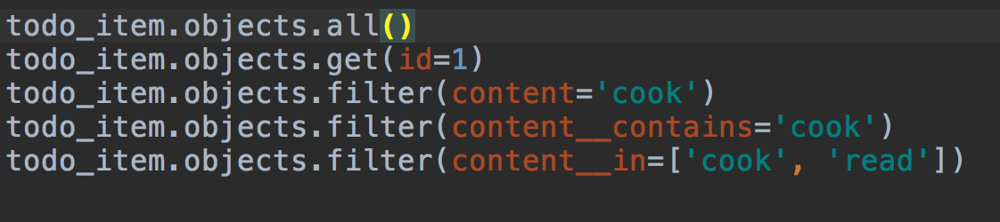 todo_item.objects.all()
todo_item.objects.get(id=1)
todo_item.objects.filter(content='cook')
todo_item.objects.filter(content__contains='cook')
todo_item.objects.filter(content__in=['cook', 'read'])